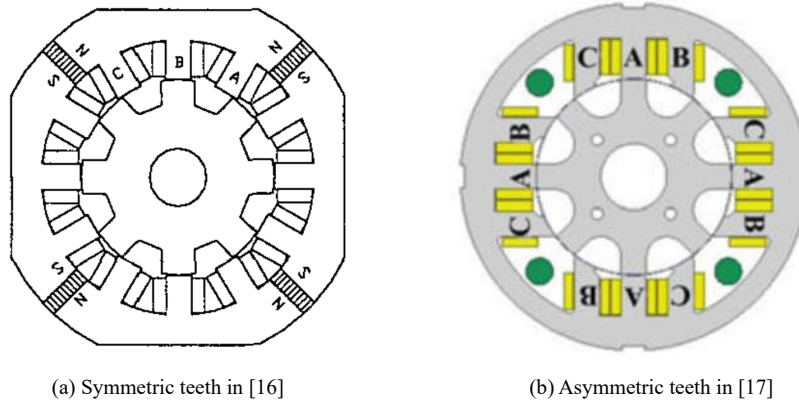 N N
B
S C A S
S S
N N
C A B
B C
A A
C B
B A C
(a) Symmetric teeth in [16]
(b) Asymmetric teeth in [17]